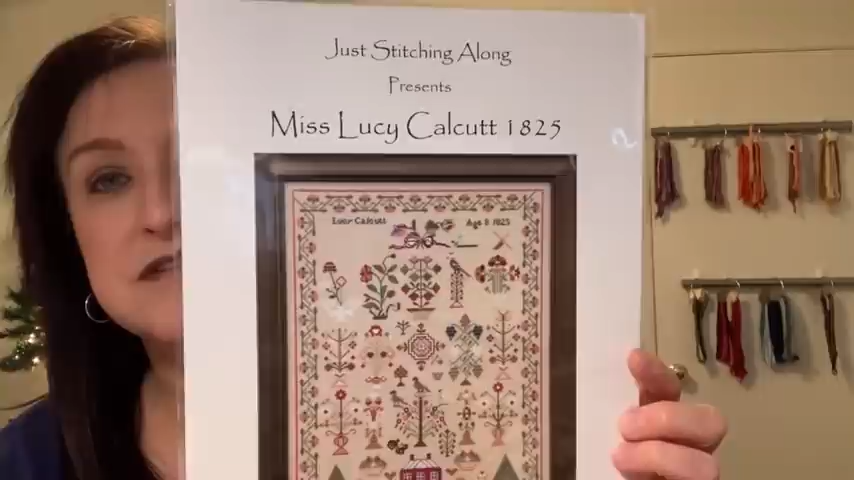 Just Stitching Along
Presents
Miss Lucy Calcutt 1825
Lucy Calcutt Age 8 1825